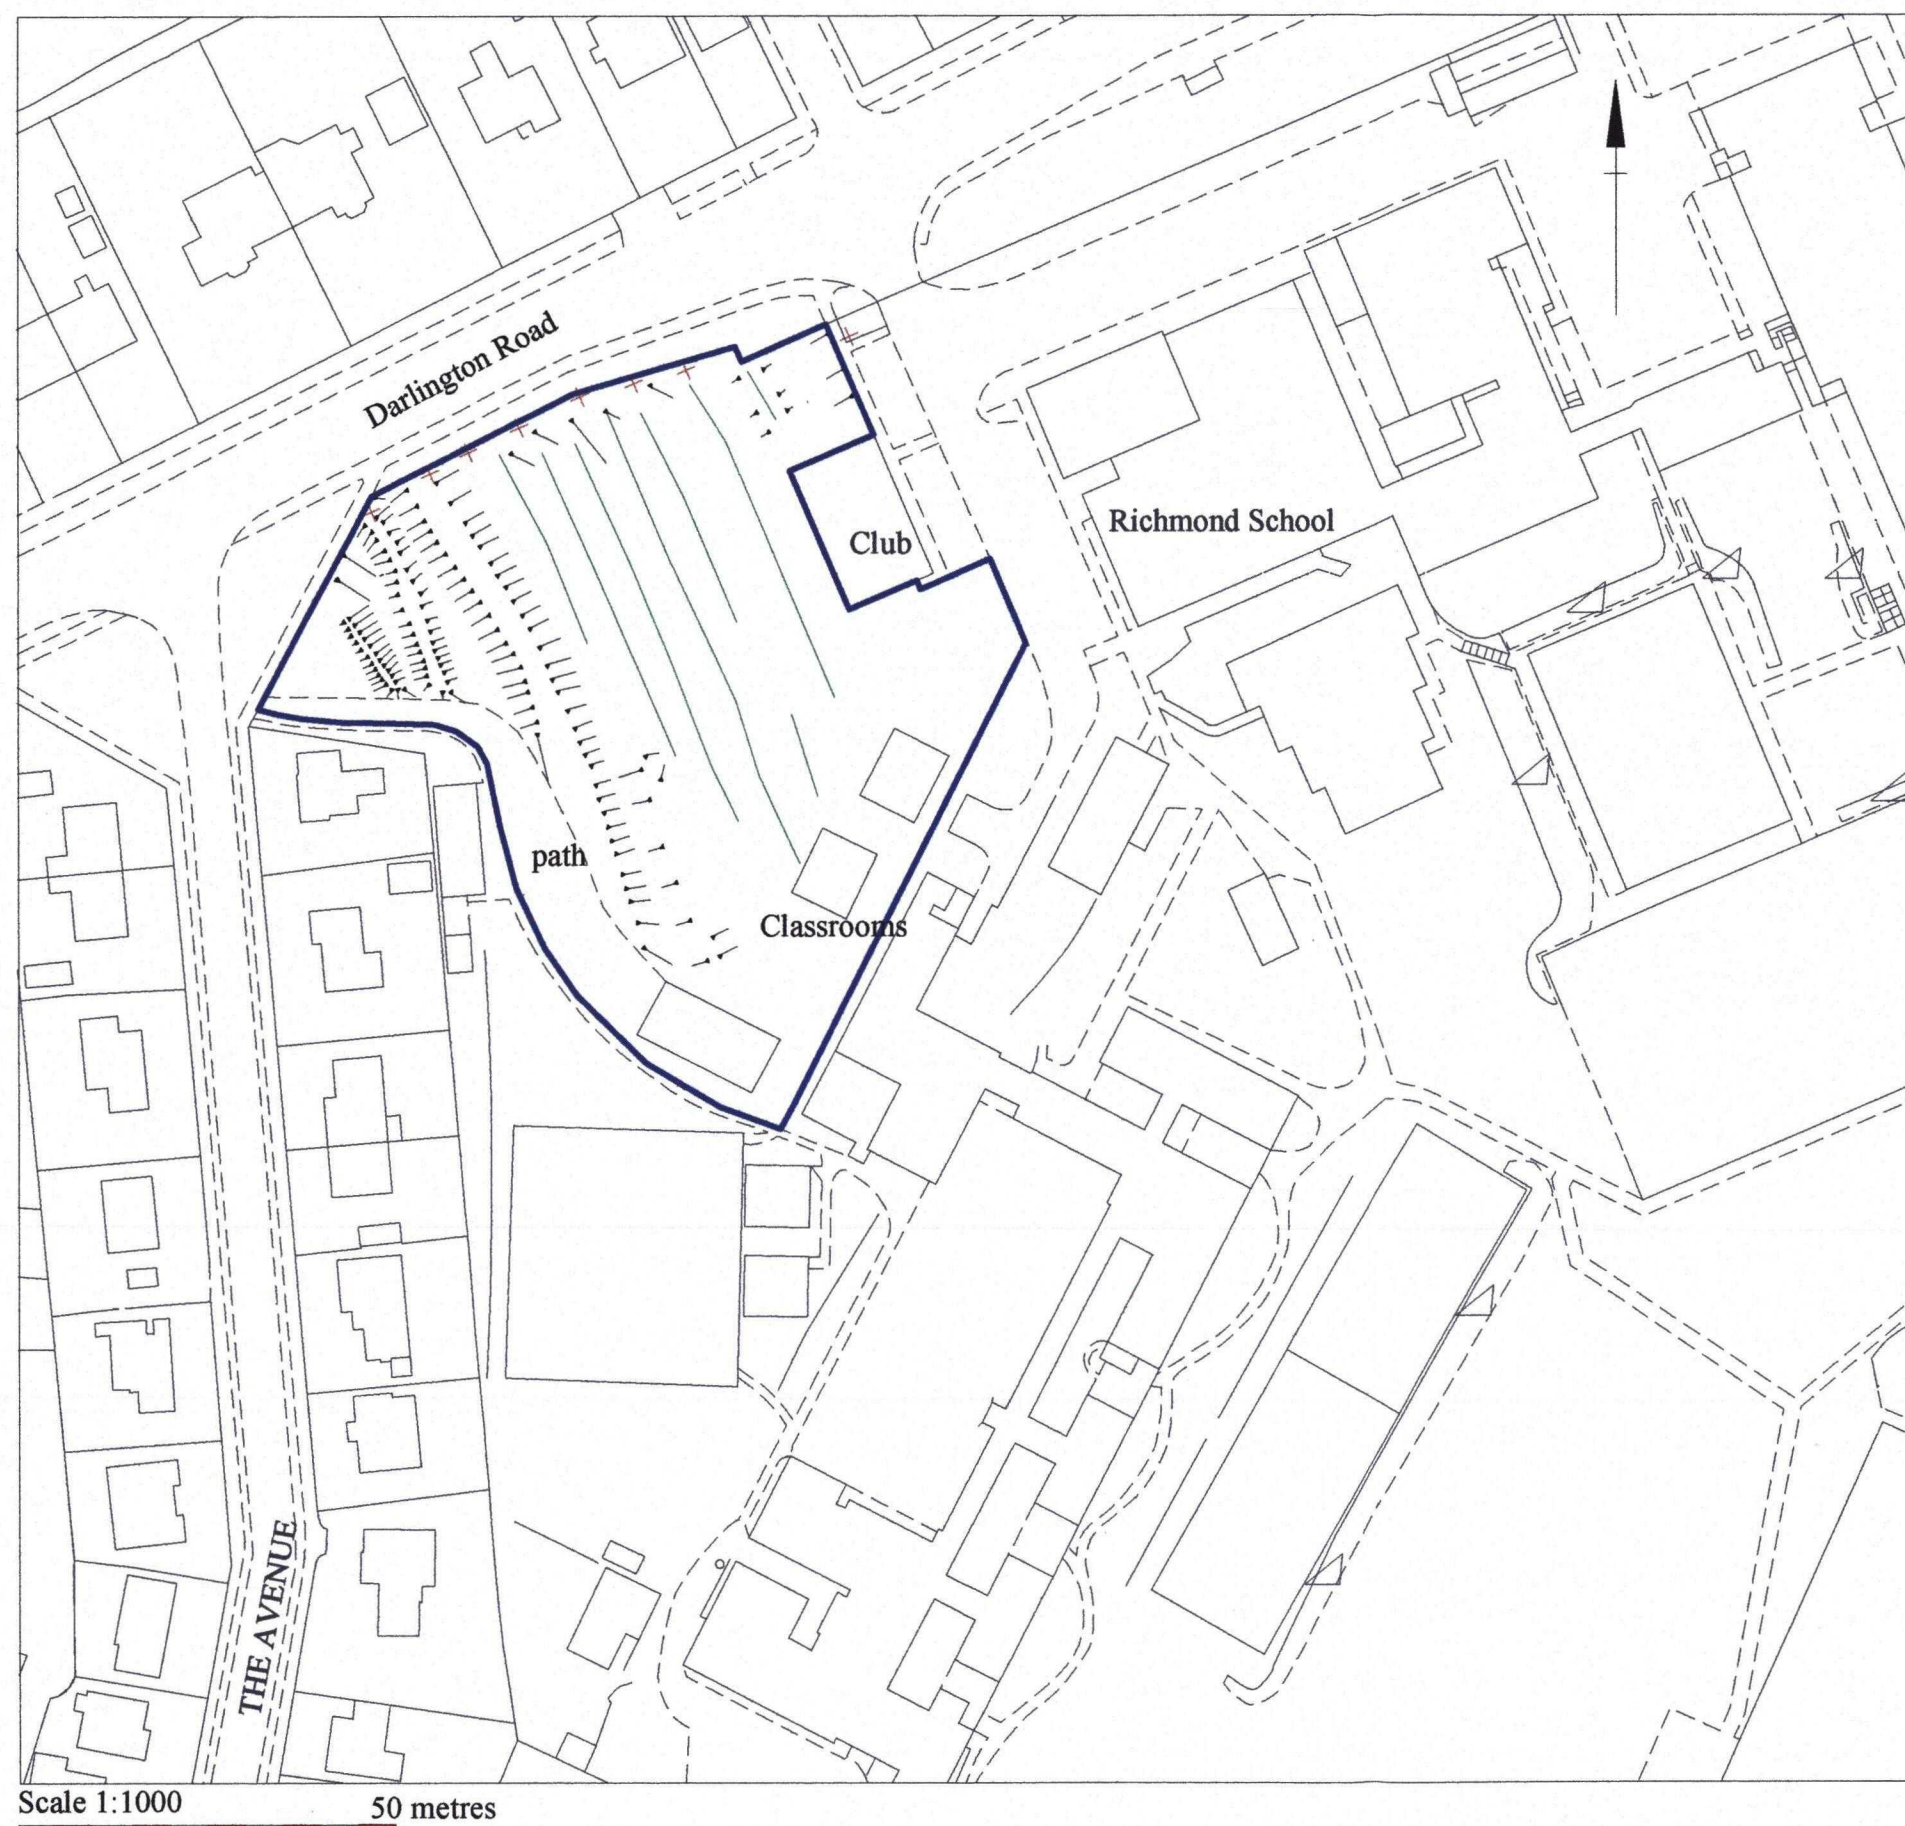 Darlington Road
Richmond School
Club
path
Classrooms
THE AVENUE
Scale 1:1000
50 metres